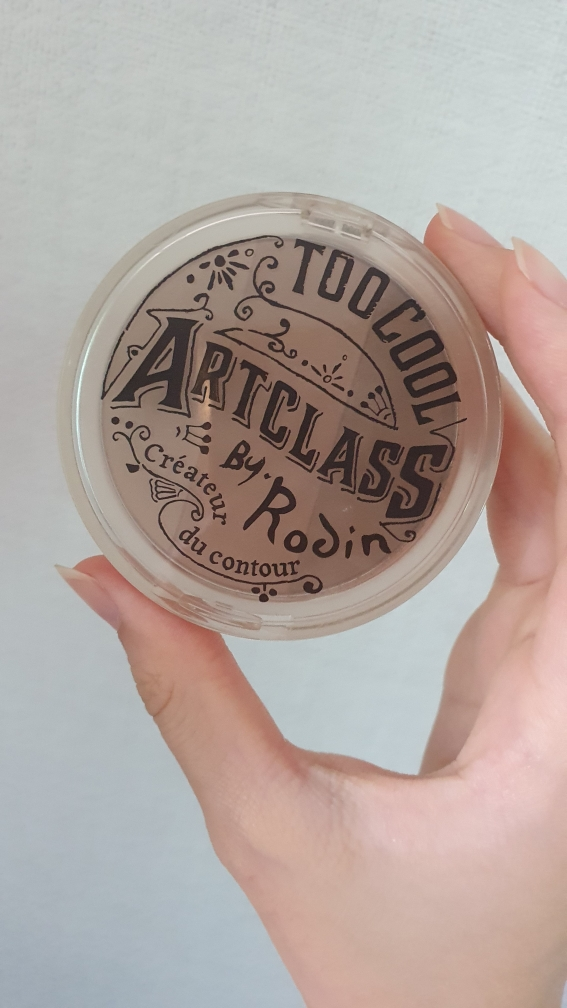 TOO COOL
ARTCLASS
BY Rodin
Créateur
du contour